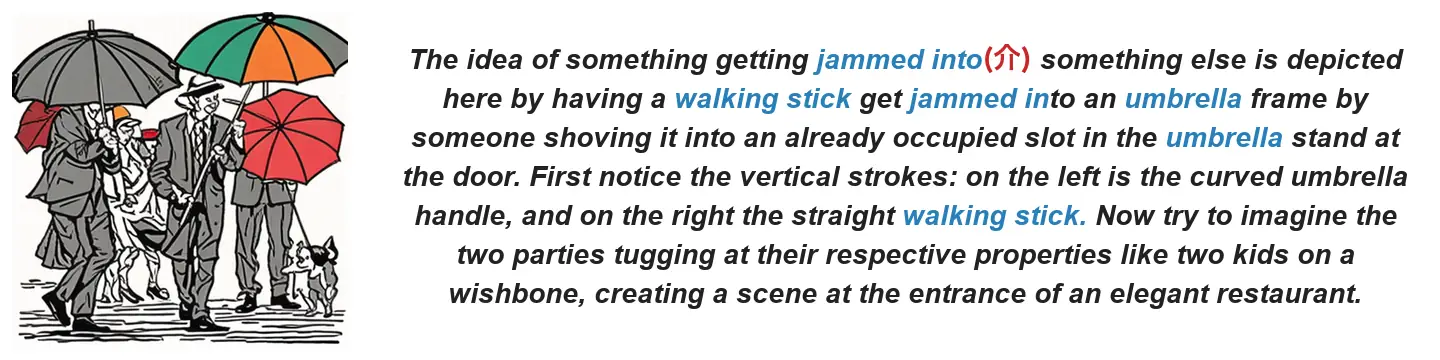 The idea of something getting jammed into(介) something else is depicted
here by having a walking stick get jammed into an umbrella frame by
someone shoving it into an already occupied slot in the umbrella stand at
the door. First notice the vertical strokes: on the left is the curved umbrella
handle, and on the right the straight walking stick. Now try to imagine the
two parties tugging at their respective properties like two kids on a
wishbone, creating a scene at the entrance of an elegant restaurant.